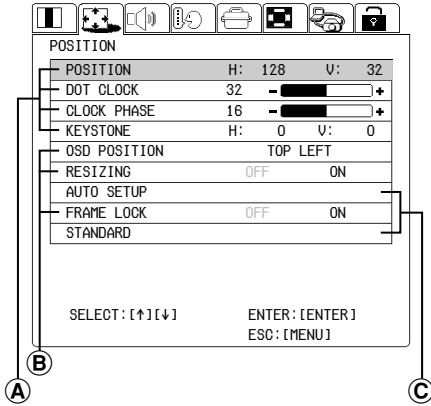 POSITION
POSITION H: 128 V: 32
DOT CLOCK 32 - +
CLOCK PHASE 16 - +
KEYSTONE H: 0 V: 0
OSD POSITION TOP LEFT
RESIZING OFF ON
AUTO SETUP
FRAME LOCK OFF ON
STANDARD
SELECT:[↑][↓] ENTER:[ENTER]
ESC:[MENU]
B
A C